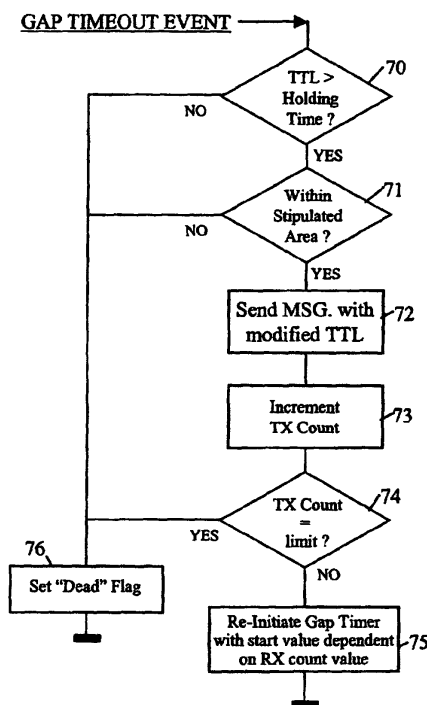 GAP TIMEOUT EVENT
70
TTL >
Holding
Time ?
NO
YES
71
Within
Stipulated
Area ?
NO
YES
Send MSG. with
modified TTL
72
Increment
TX Count
73
74
TX Count
=
limit ?
YES
NO
76
Set "Dead" Flag
Re-Initiate Gap Timer
with start value dependent
on RX count value
75